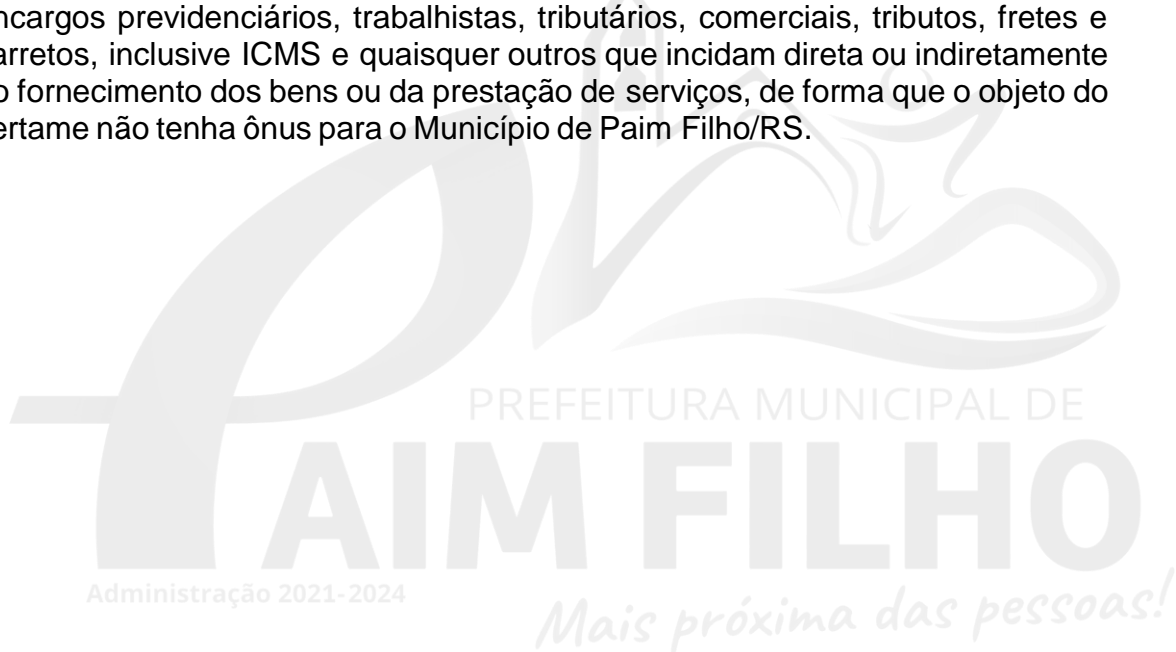 ncargos previdenciários, trabalhistas, tributários, comerciais, tributos, fretes e
arretos, inclusive ICMS e quaisquer outros que incidam direta ou indiretamente
o fornecimento dos bens ou da prestação de serviços, de forma que o objeto do
ertame não tenha ônus para o Município de Paim Filho/RS.
PREFEITURA MUNICIPAL DE
PAIM FILHO
Administração 2021-2024
Mais próxima das pessoas!